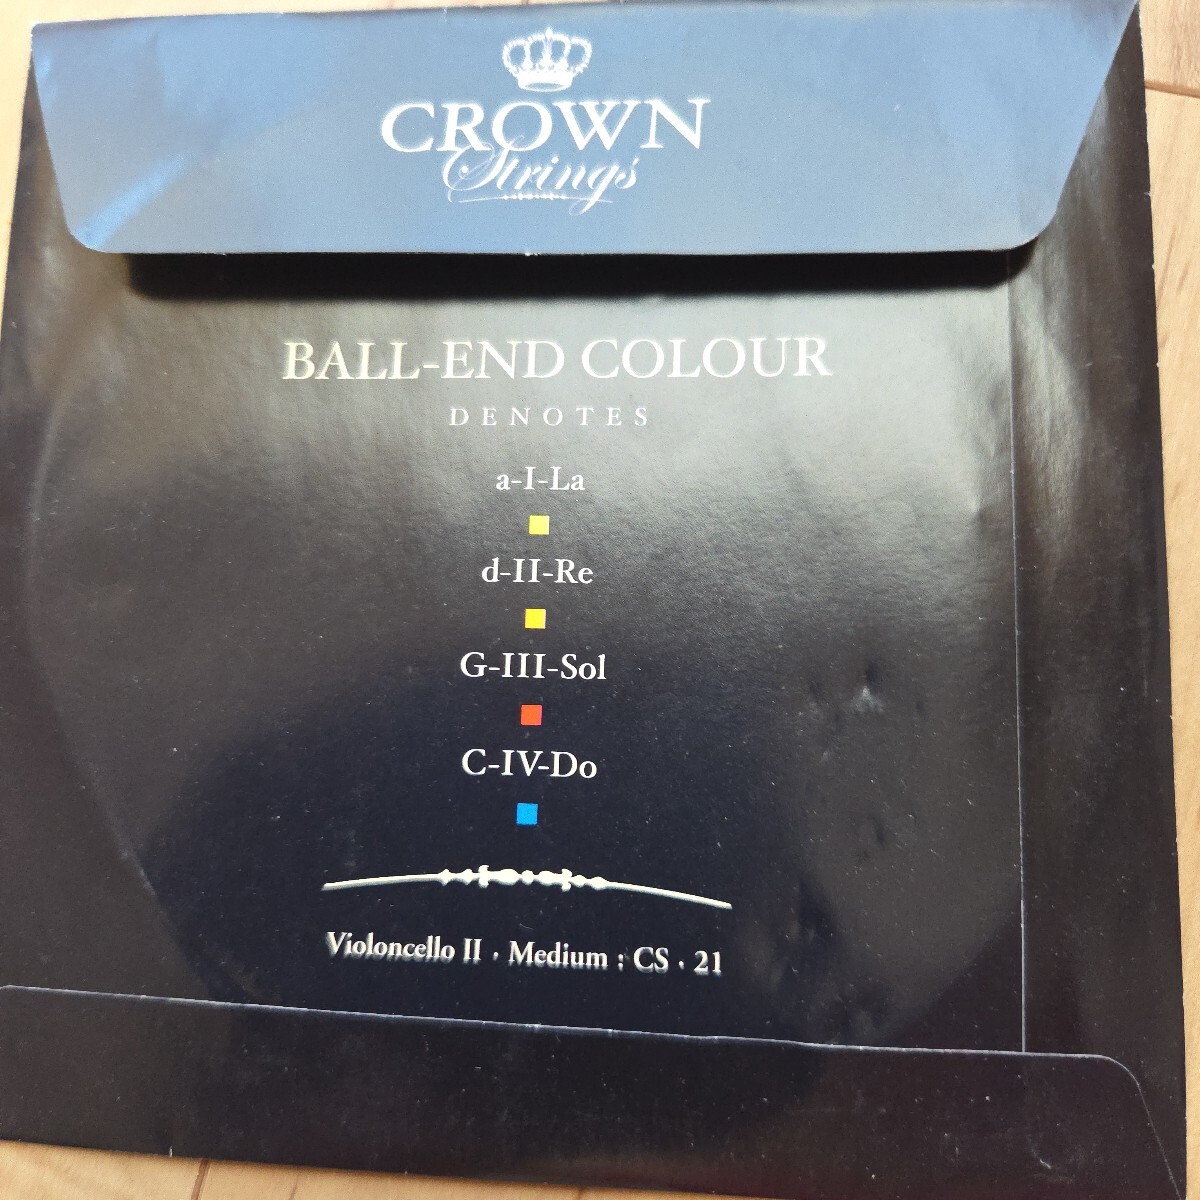 CROWN
Strings
BALL-END COLOUR
DENOTES
a-I-La
d-II-Re
G-III-Sol
C-IV-Do
Violoncello II · Medium : CS · 21